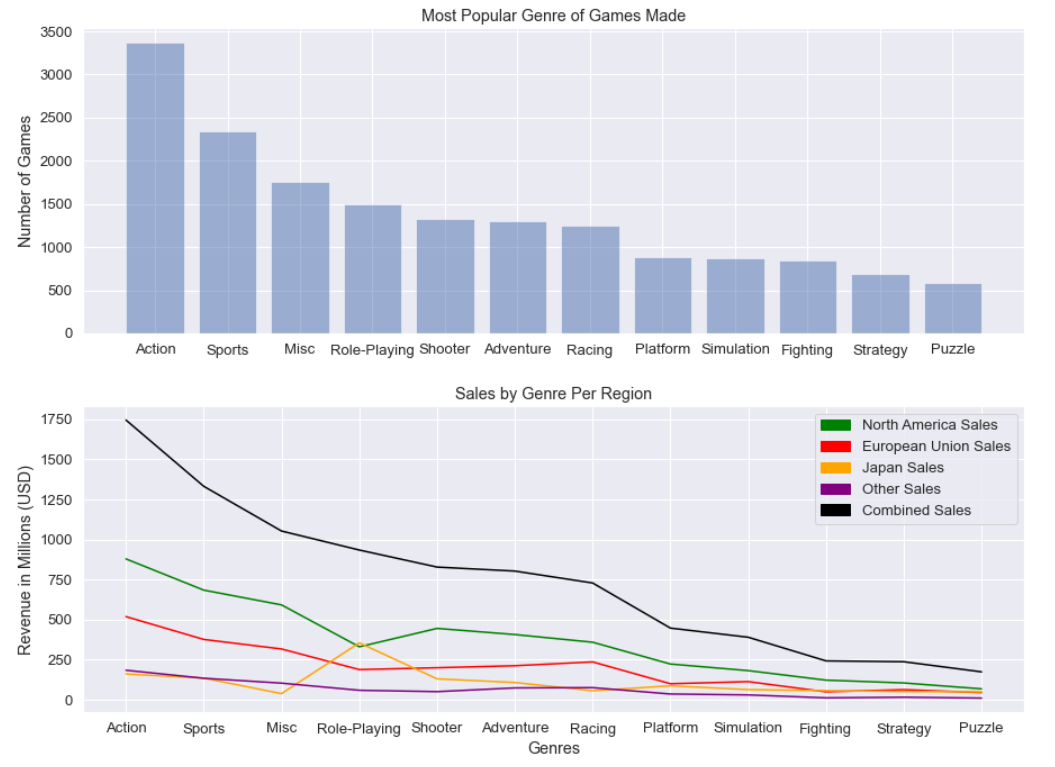 Most Popular Genre of Games Made
Number of Games
3500
3000
2500
2000
1500
1000
500
0
Action Sports Misc Role-Playing Shooter Adventure Racing Platform Simulation Fighting Strategy Puzzle
Sales by Genre Per Region
Revenue in Millions (USD)
1750
1500
1250
1000
750
500
250
0
North America Sales
European Union Sales
Japan Sales
Other Sales
Combined Sales
Action Sports Misc Role-Playing Shooter Adventure Racing Platform Simulation Fighting Strategy Puzzle
Genres